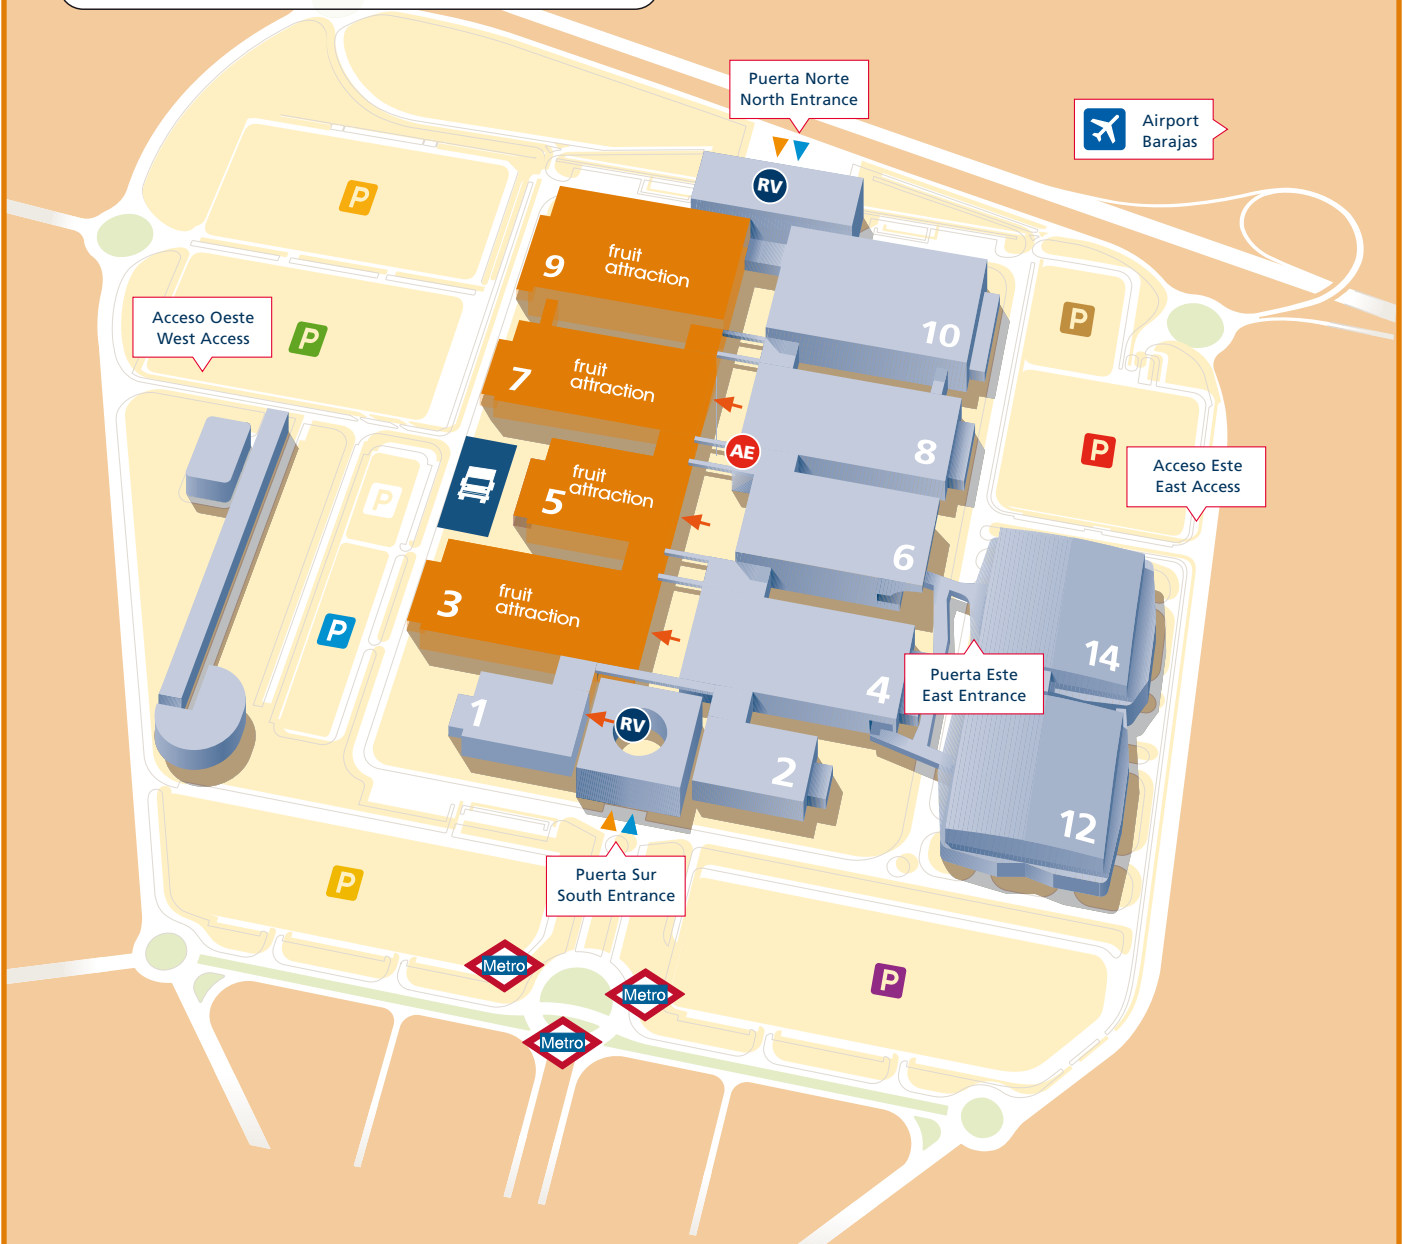 Puerta Norte
North Entrance
Airport
Barajas
RV
P
9
fruit
attraction
10
P
Acceso Oeste
West Access
P
7
fruit
attraction
8
AE
P
Acceso Este
East Access
5
fruit
attraction
P
6
3
fruit
attraction
P
14
Puerta Este
East Entrance
4
1
RV
2
12
Puerta Sur
South Entrance
P
Metro
Metro
P
Metro